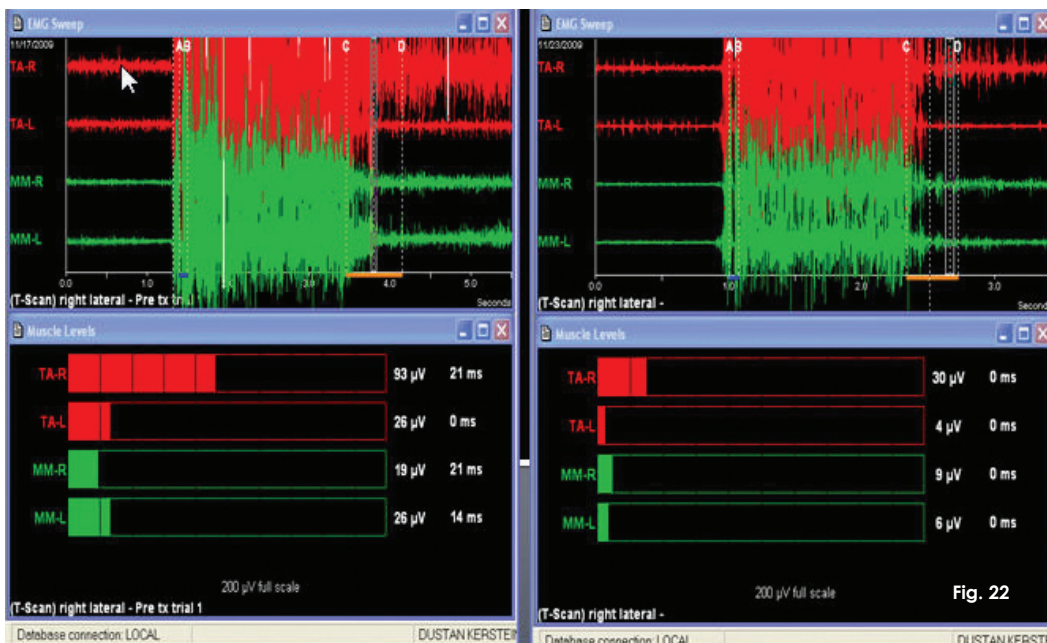 EMG Sweep
11/17/2009
A B C D
TA-R
TA-L
MM-R
MM-L
0.0 1.0 3.0 4.0
Seconds
(T-Scan) right lateral - Pre tx trial
Muscle Levels
TA-R 93 µV 21 ms
TA-L 26 µV 0 ms
MM-R 19 µV 21 ms
MM-L 26 µV 14 ms
200 µV full scale
(T-Scan) right lateral - Pre tx trial 1
Database connection: LOCAL DUSTAN KERSTEIN
EMG Sweep
11/23/2009
A B C D
TA-R
TA-L
MM-R
MM-L
0.0 1.0 2.0 3.0
Seconds
(T-Scan) right lateral -
Muscle Levels
TA-R 30 µV 0 ms
TA-L 4 µV 0 ms
MM-R 9 µV 0 ms
MM-L 6 µV 0 ms
200 µV full scale
Fig. 22
(T-Scan) right lateral -
Database connection: LOCAL DUSTAN KERSTE